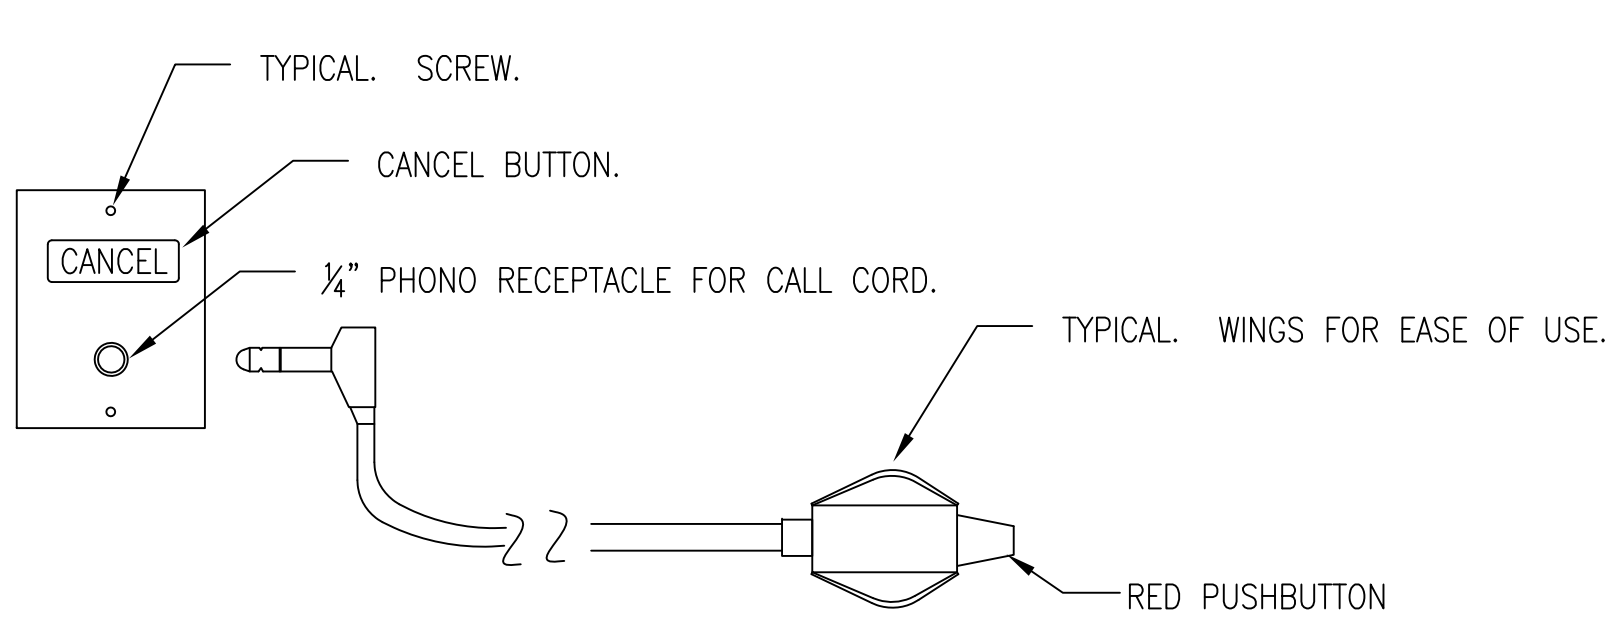 TYPICAL. SCREW.
CANCEL BUTTON.
CANCEL
¼" PHONO RECEPTACLE FOR CALL CORD.
TYPICAL. WINGS FOR EASE OF USE.
RED PUSHBUTTON